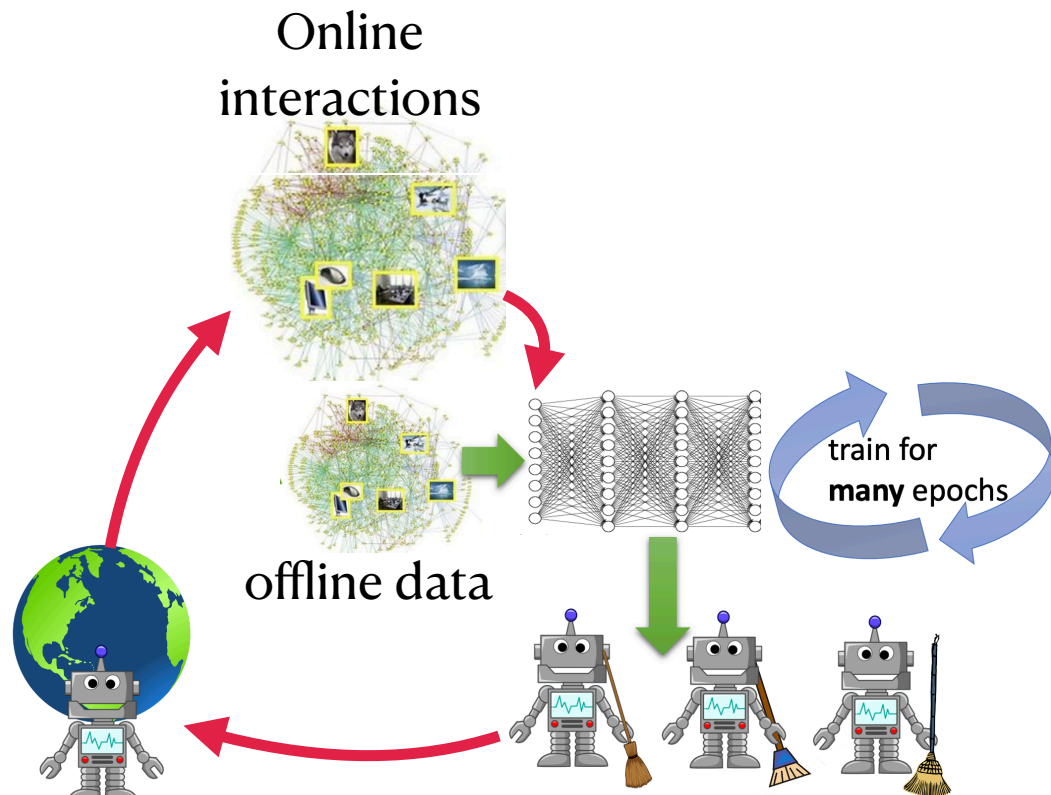 Online
interactions
train for
many epochs
offline data